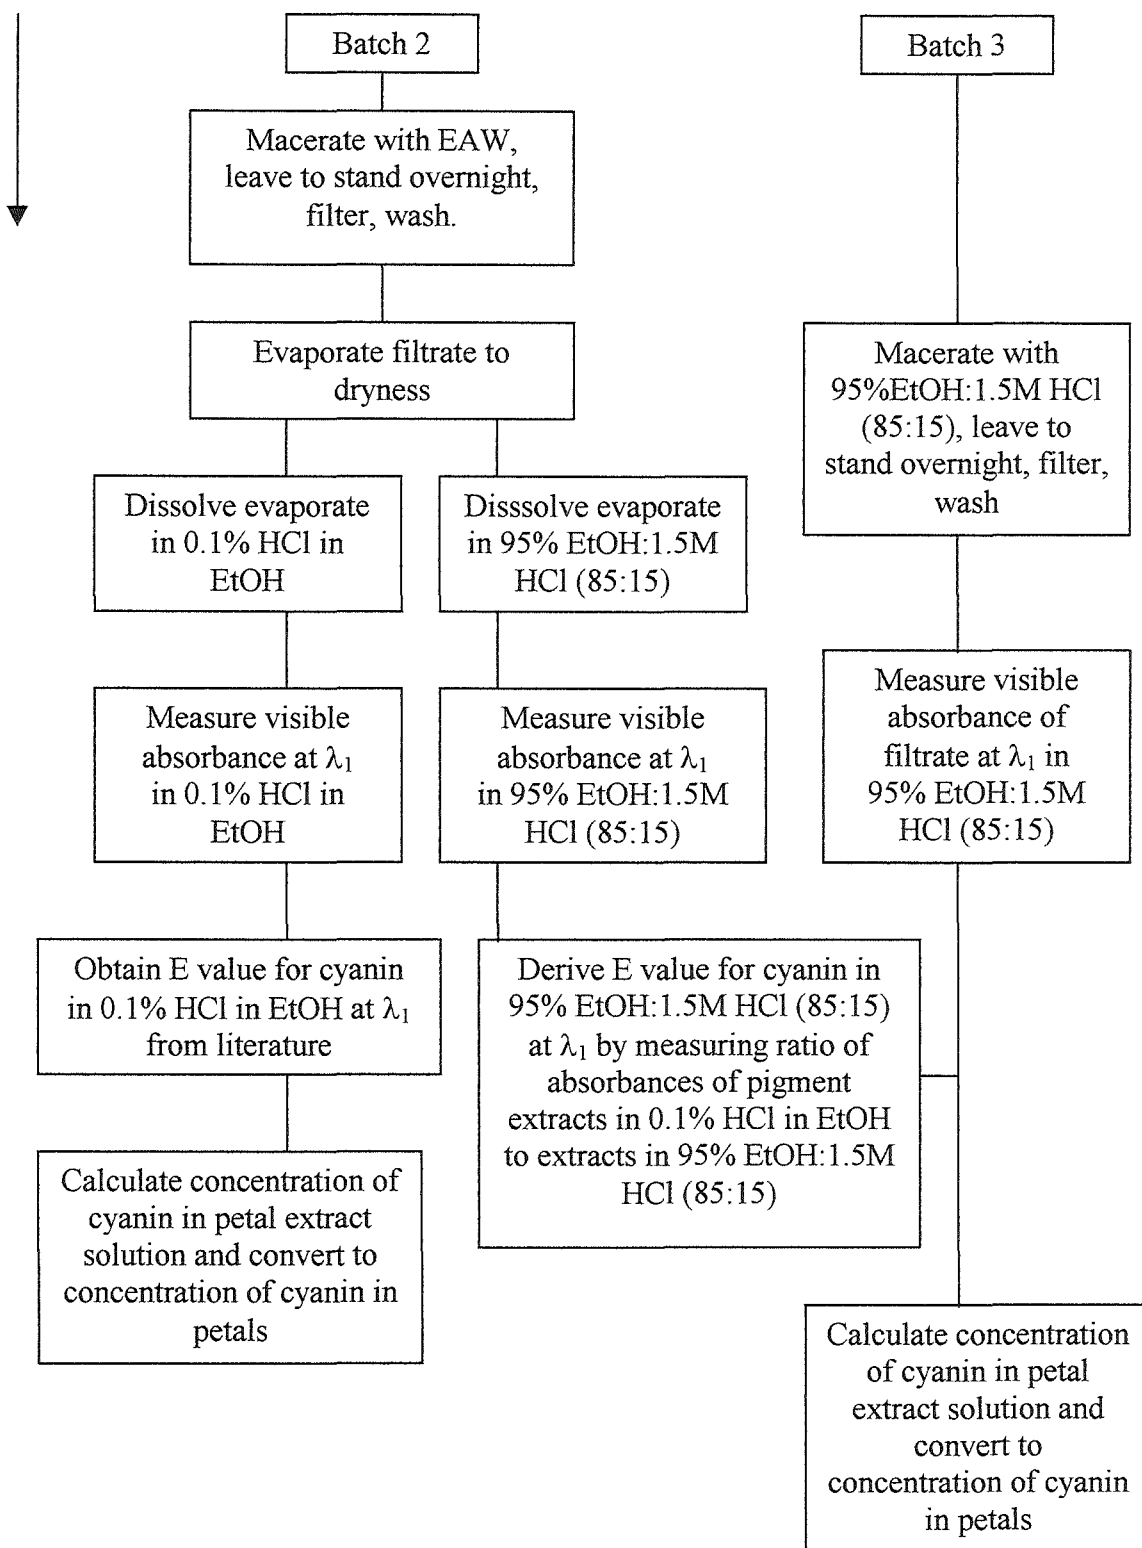 Batch 2
Macerate with EAW,
leave to stand overnight,
filter, wash.
Evaporate filtrate to
dryness
Dissolve evaporate
in 0.1% HCl in
EtOH
Disssolve evaporate
in 95% EtOH:1.5M
HCl (85:15)
Measure visible
absorbance at λ₁
in 0.1% HCl in
EtOH
Measure visible
absorbance at λ₁
in 95% EtOH:1.5M
HCl (85:15)
Obtain E value for cyanin
in 0.1% HCl in EtOH at λ₁
from literature
Derive E value for cyanin in
95% EtOH:1.5M HCl (85:15)
at λ₁ by measuring ratio of
absorbances of pigment
extracts in 0.1% HCl in EtOH
to extracts in 95% EtOH:1.5M
HCl (85:15)
Calculate concentration of
cyanin in petal extract
solution and convert to
concentration of cyanin in
petals
Batch 3
Macerate with
95%EtOH:1.5M HCl
(85:15), leave to
stand overnight, filter,
wash
Measure visible
absorbance of
filtrate at λ₁ in
95% EtOH:1.5M
HCl (85:15)
Calculate concentration
of cyanin in petal
extract solution and
convert to
concentration of cyanin
in petals